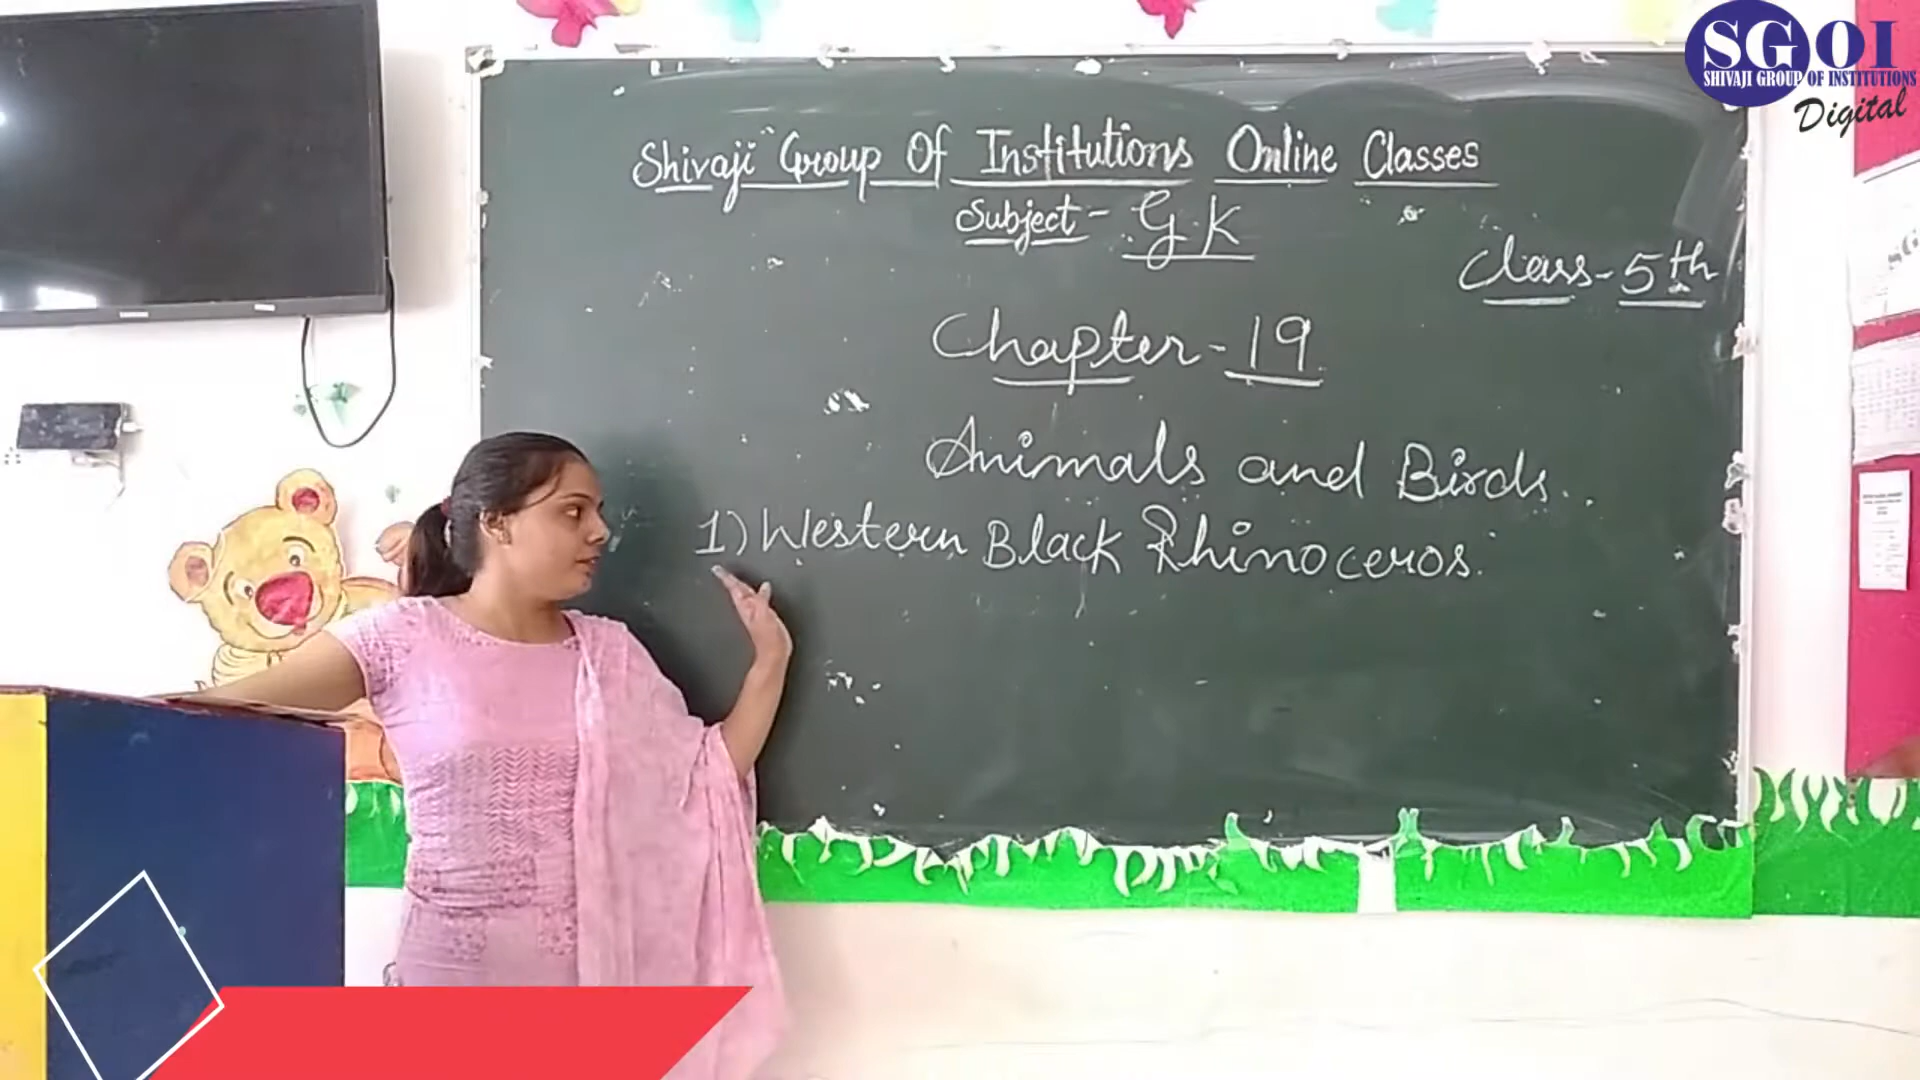 SGOI
SHIVAJI GROUP OF INSTITUTIONS
Digital
Shivaji Group Of Institutions Online Classes
Subject - G.K
Class - 5th
Chapter - 19
Animals and Birds.
1) Western Black Rhinoceros.